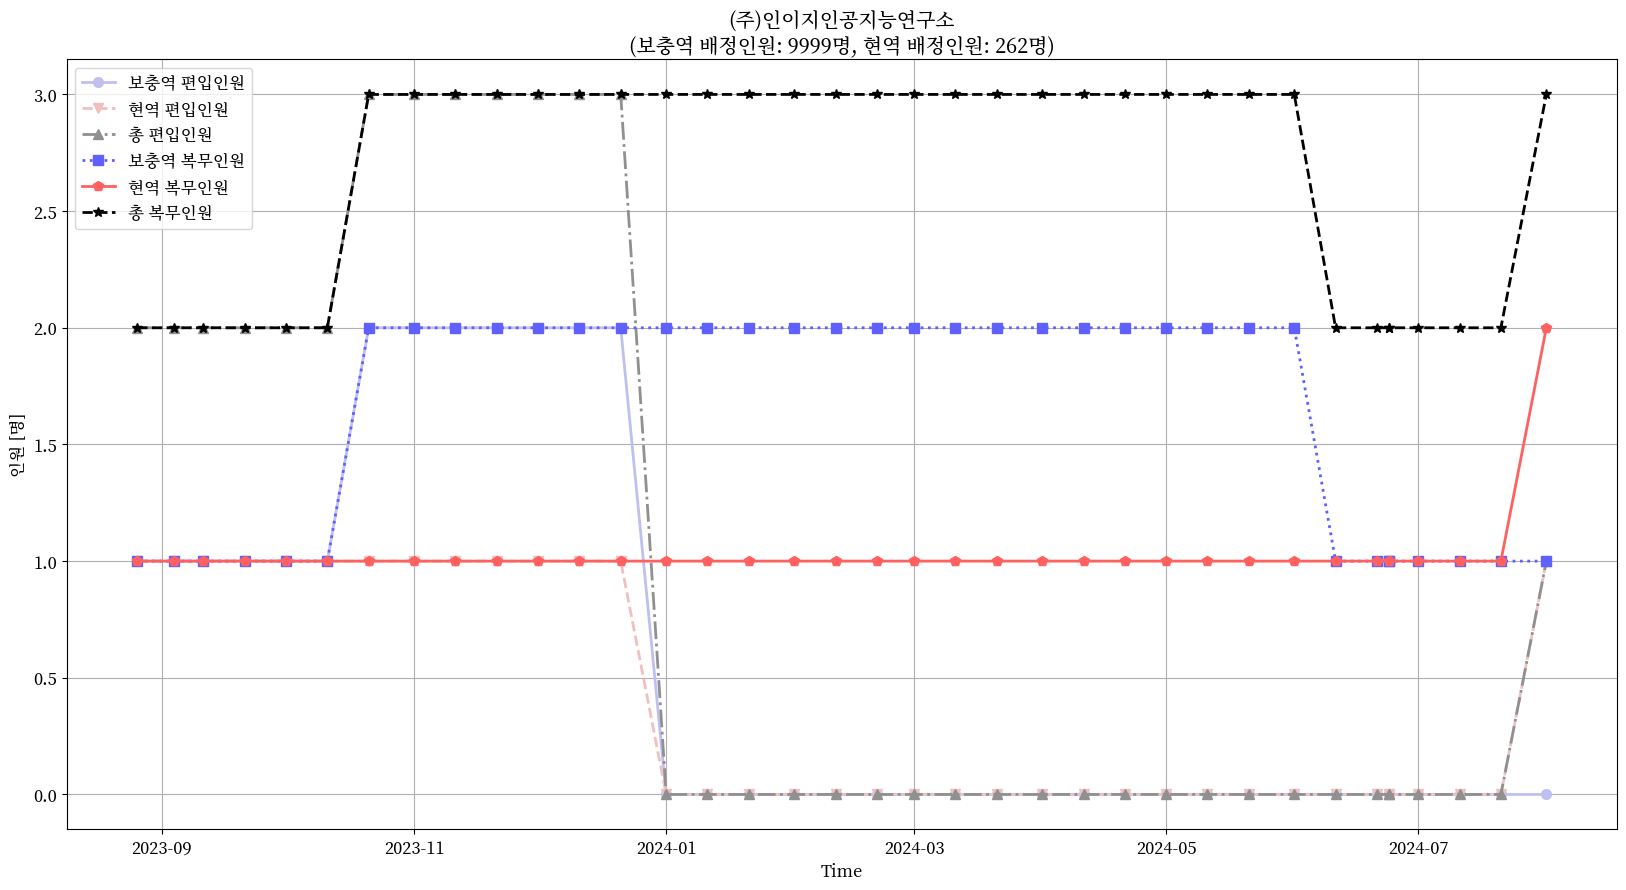 (주)인이지인공지능연구소
(보충역 배정인원: 9999명, 현역 배정인원: 262명)
보충역 편입인원
현역 편입인원
총 편입인원
보충역 복무인원
현역 복무인원
총 복무인원
3.0
2.5
2.0
1.5
1.0
0.5
0.0
인원 [명]
2023-09
2023-11
2024-01
2024-03
2024-05
2024-07
Time